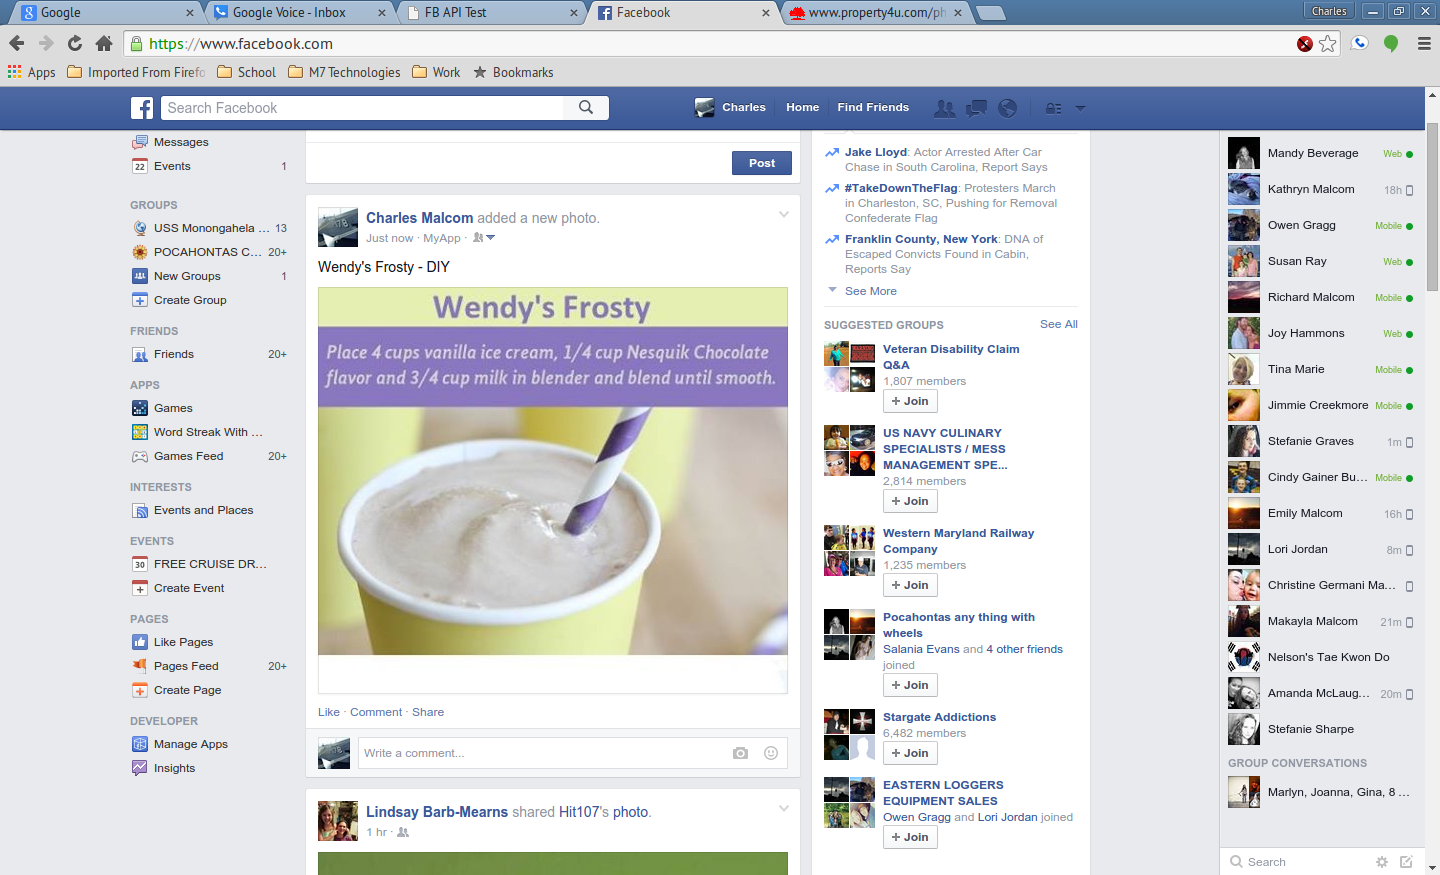 Google
Google Voice - Inbox
FB API Test
Facebook
www.property4u.com/ph
Charles
https://www.facebook.com
Apps
Imported From Firefo
School
M7 Technologies
Work
Bookmarks
Search Facebook
Charles
Home
Find Friends
Messages
22
Events
1
GROUPS
USS Monongahela ...
13
POCAHONTAS C...
20+
New Groups
1
Create Group
FRIENDS
Friends
20+
APPS
Games
Word Streak With ...
Games Feed
20+
INTERESTS
Events and Places
EVENTS
30
FREE CRUISE DR...
Create Event
PAGES
Like Pages
Pages Feed
20+
Create Page
DEVELOPER
Manage Apps
Insights
Post
Charles Malcom added a new photo.
Just now · MyApp ·
Wendy's Frosty - DIY
Wendy's Frosty
Place 4 cups vanilla ice cream, 1/4 cup Nesquik Chocolate
flavor and 3/4 cup milk in blender and blend until smooth.
Like · Comment · Share
Write a comment...
Lindsay Barb-Mearns shared Hit107's photo.
1 hr ·
Jake Lloyd: Actor Arrested After Car
Chase in South Carolina, Report Says
#TakeDownTheFlag: Protesters March
in Charleston, SC, Pushing for Removal
Confederate Flag
Franklin County, New York: DNA of
Escaped Convicts Found in Cabin,
Reports Say
See More
SUGGESTED GROUPS
See All
Veteran Disability Claim
Q&A
1,807 members
+ Join
US NAVY CULINARY
SPECIALISTS / MESS
MANAGEMENT SPE...
2,814 members
+ Join
Western Maryland Railway
Company
1,235 members
+ Join
Pocahontas any thing with
wheels
Salania Evans and 4 other friends
joined
+ Join
Stargate Addictions
6,482 members
+ Join
EASTERN LOGGERS
EQUIPMENT SALES
Owen Gragg and Lori Jordan joined
+ Join
Mandy Beverage
Web
Kathryn Malcom
18h
Owen Gragg
Mobile
Susan Ray
Web
Richard Malcom
Mobile
Joy Hammons
Web
Tina Marie
Mobile
Jimmie Creekmore
Mobile
Stefanie Graves
1m
Cindy Gainer Bu...
Mobile
Emily Malcom
16h
Lori Jordan
8m
Christine Germani Ma...
Makayla Malcom
21m
Nelson's Tae Kwon Do
Amanda McLaug...
20m
Stefanie Sharpe
GROUP CONVERSATIONS
Marlyn, Joanna, Gina, 8 ...
Search